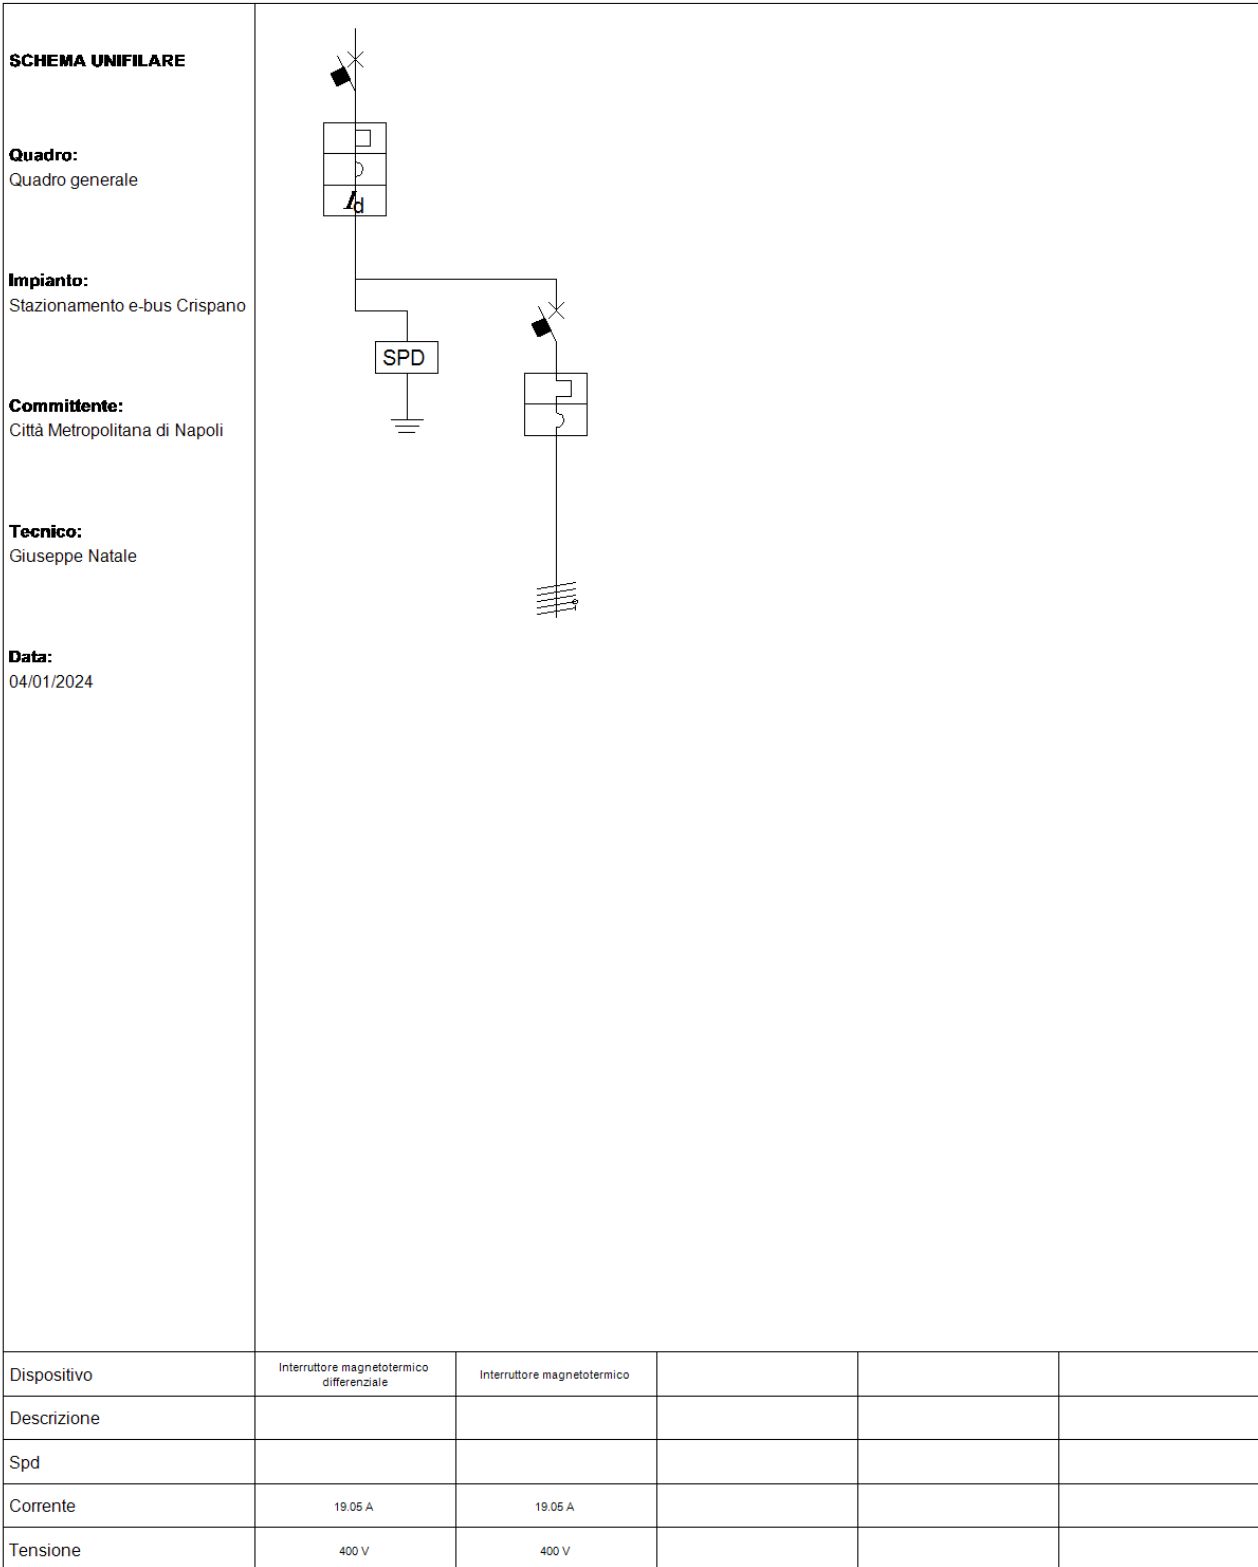 SCHEMA UNIFILARE
Quadro:
Quadro generale
Impianto:
Stazionamento e-bus Crispano
Committente:
Città Metropolitana di Napoli
Tecnico:
Giuseppe Natale
Data:
04/01/2024
Id
SPD
Dispositivo
Interruttore magnetotermico
differenziale
Interruttore magnetotermico
Descrizione
Spd
Corrente
19.05 A
19.05 A
Tensione
400 V
400 V